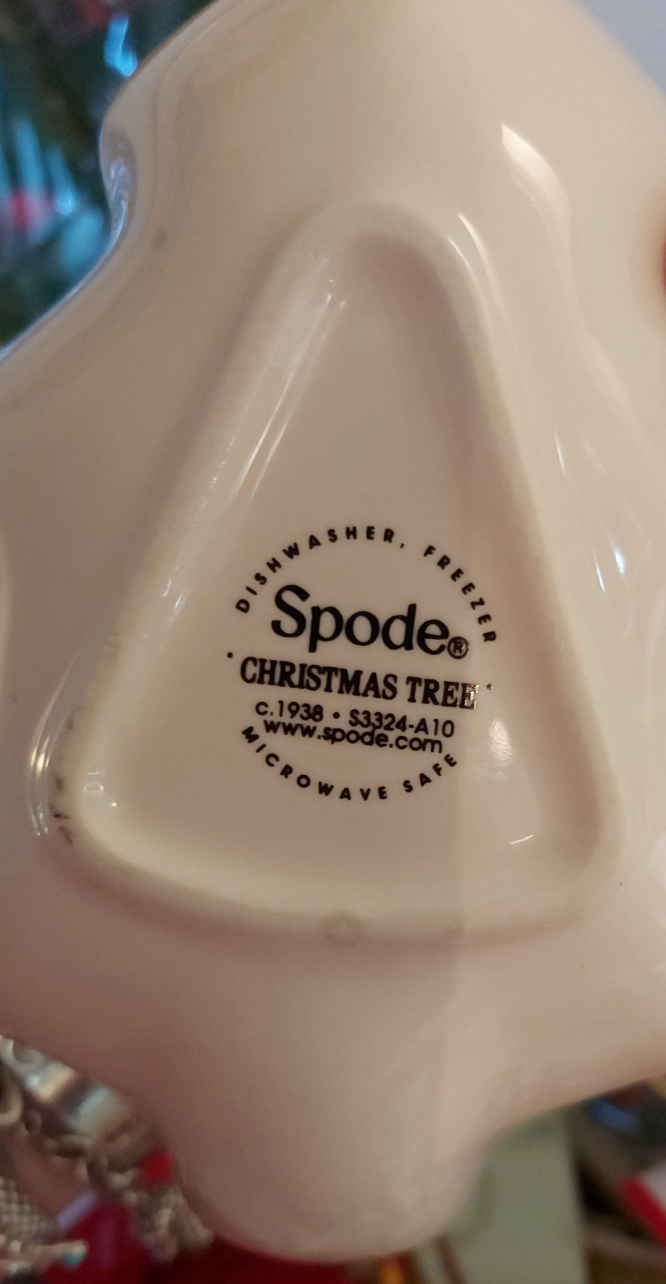 DISHWASHER, FREEZER
Spode®
• CHRISTMAS TREE •
c.1938 • S3324-A10
www.spode.com
MICROWAVE SAFE